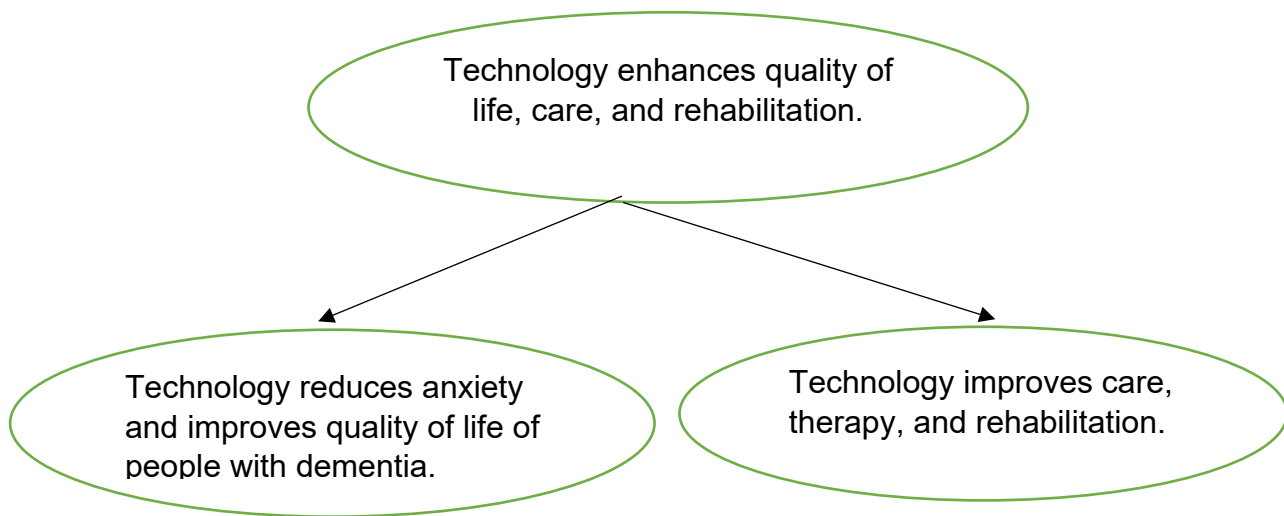 Technology enhances quality of
life, care, and rehabilitation.
Technology reduces anxiety
and improves quality of life of
people with dementia.
Technology improves care,
therapy, and rehabilitation.